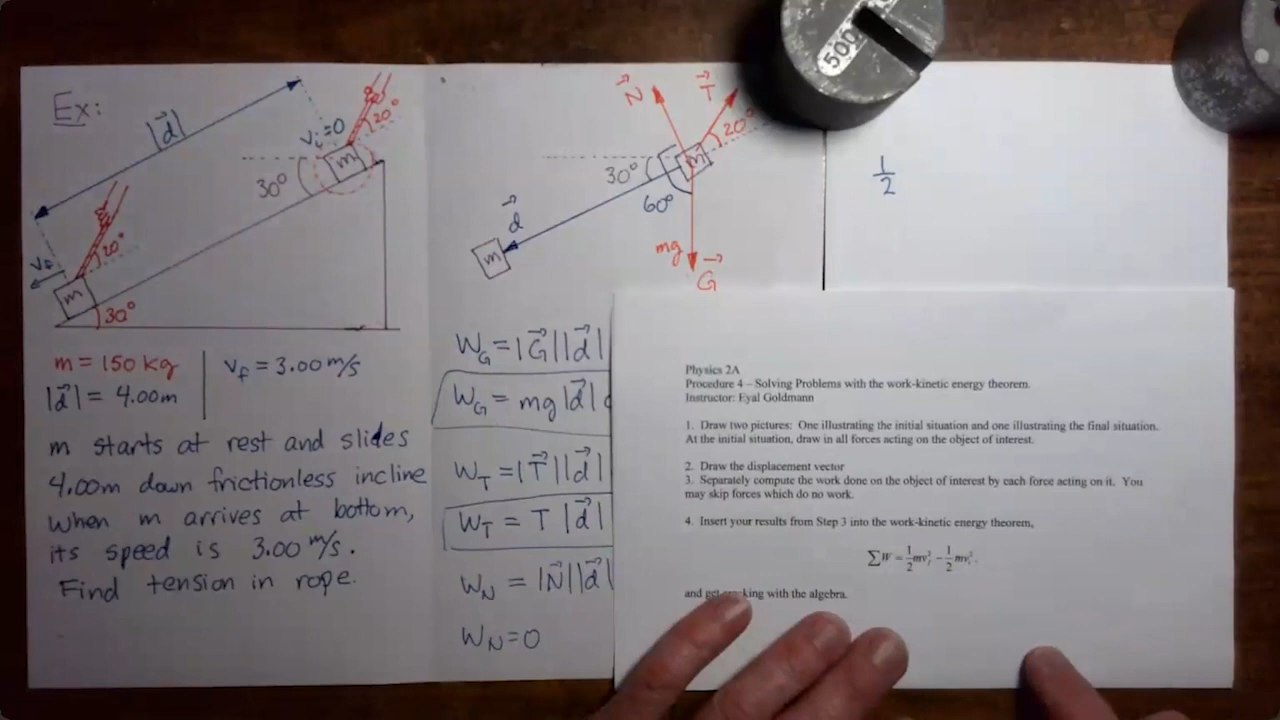 Ex:
|d⃗|
vᵢ=0
20°
m
30°
20°
v_f
m
30°
m = 150 kg
|d⃗| = 4.00m
v_f = 3.00 m/s
m starts at rest and slides
4.00m down frictionless incline
When m arrives at bottom,
its speed is 3.00 m/s.
Find tension in rope.
N⃗
T⃗
20°
m
30°
60°
d⃗
m
mg
G⃗
W_G = |G⃗||d⃗|
W_G = mg|d⃗|
W_T = |T⃗||d⃗|
W_T = T|d⃗|
W_N = |N⃗||d⃗|
W_N = 0
500
1/2
Physics 2A
Procedure 4 – Solving Problems with the work-kinetic energy theorem.
Instructor: Eyal Goldmann
1. Draw two pictures: One illustrating the initial situation and one illustrating the final situation.
At the initial situation, draw in all forces acting on the object of interest.
2. Draw the displacement vector
3. Separately compute the work done on the object of interest by each force acting on it. You
may skip forces which do no work.
4. Insert your results from Step 3 into the work-kinetic energy theorem,
∑W = 1/2 mv_f² − 1/2 mv_i².
and get cracking with the algebra.